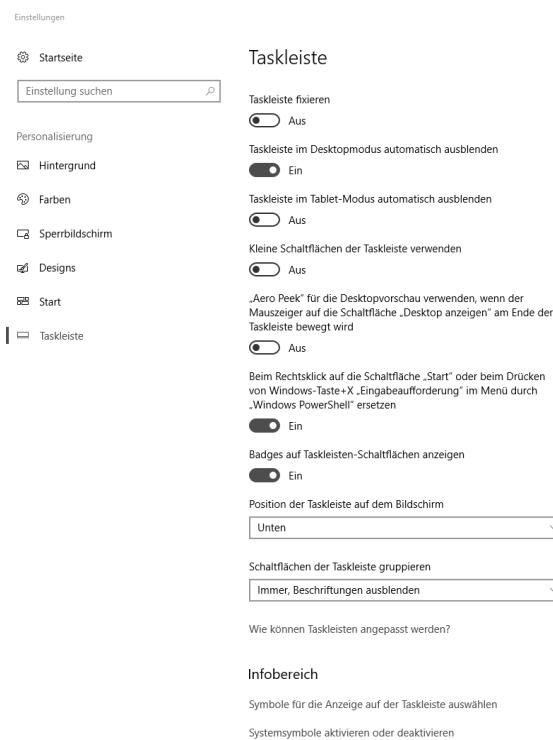 Einstellungen
Startseite
Einstellung suchen
Personalisierung
Hintergrund
Farben
Sperrbildschirm
Designs
Start
Taskleiste
Taskleiste
Taskleiste fixieren
Aus
Taskleiste im Desktopmodus automatisch ausblenden
Ein
Taskleiste im Tablet-Modus automatisch ausblenden
Aus
Kleine Schaltflächen der Taskleiste verwenden
Aus
„Aero Peek“ für die Desktopvorschau verwenden, wenn der
Mauszeiger auf die Schaltfläche „Desktop anzeigen“ am Ende der
Taskleiste bewegt wird
Aus
Beim Rechtsklick auf die Schaltfläche „Start“ oder beim Drücken
von Windows-Taste+X „Eingabeaufforderung“ im Menü durch
„Windows PowerShell“ ersetzen
Ein
Badges auf Taskleisten-Schaltflächen anzeigen
Ein
Position der Taskleiste auf dem Bildschirm
Unten
Schaltflächen der Taskleiste gruppieren
Immer, Beschriftungen ausblenden
Wie können Taskleisten angepasst werden?
Infobereich
Symbole für die Anzeige auf der Taskleiste auswählen
Systemsymbole aktivieren oder deaktivieren